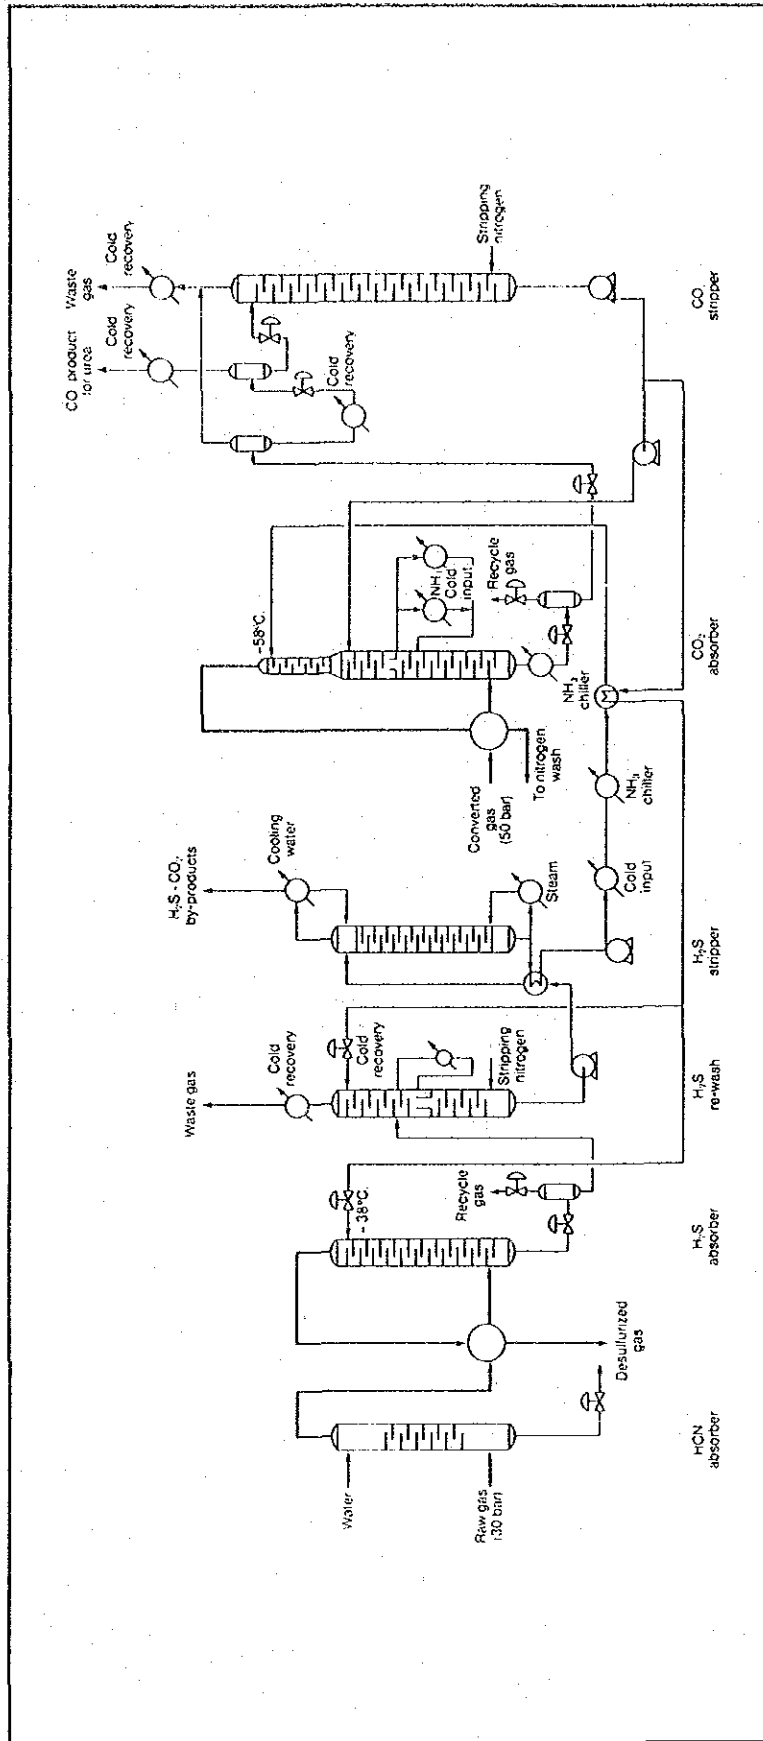 Waste gas
Cold
recovery
H₂S - CO₂
by-products
Cooling
water
CO₂ product
for urea
Cold
recovery
Waste
gas
Cold
recovery
Water
Raw gas
(30 bar)
-38°C.
Recycle
gas
Desulfurized
gas
Cold
recovery
Stripping
nitrogen
Steam
Cold
input
NH₃
chiller
Converted
gas
(50 bar)
To nitrogen
wash
-58°C.
NH₃
Cold
input
Recycle
gas
NH₃
chiller
Cold
recovery
Stripping
nitrogen
HCN
absorber
H₂S
absorber
H₂S
re-wash
H₂S
stripper
CO₂
absorber
CO₂
stripper